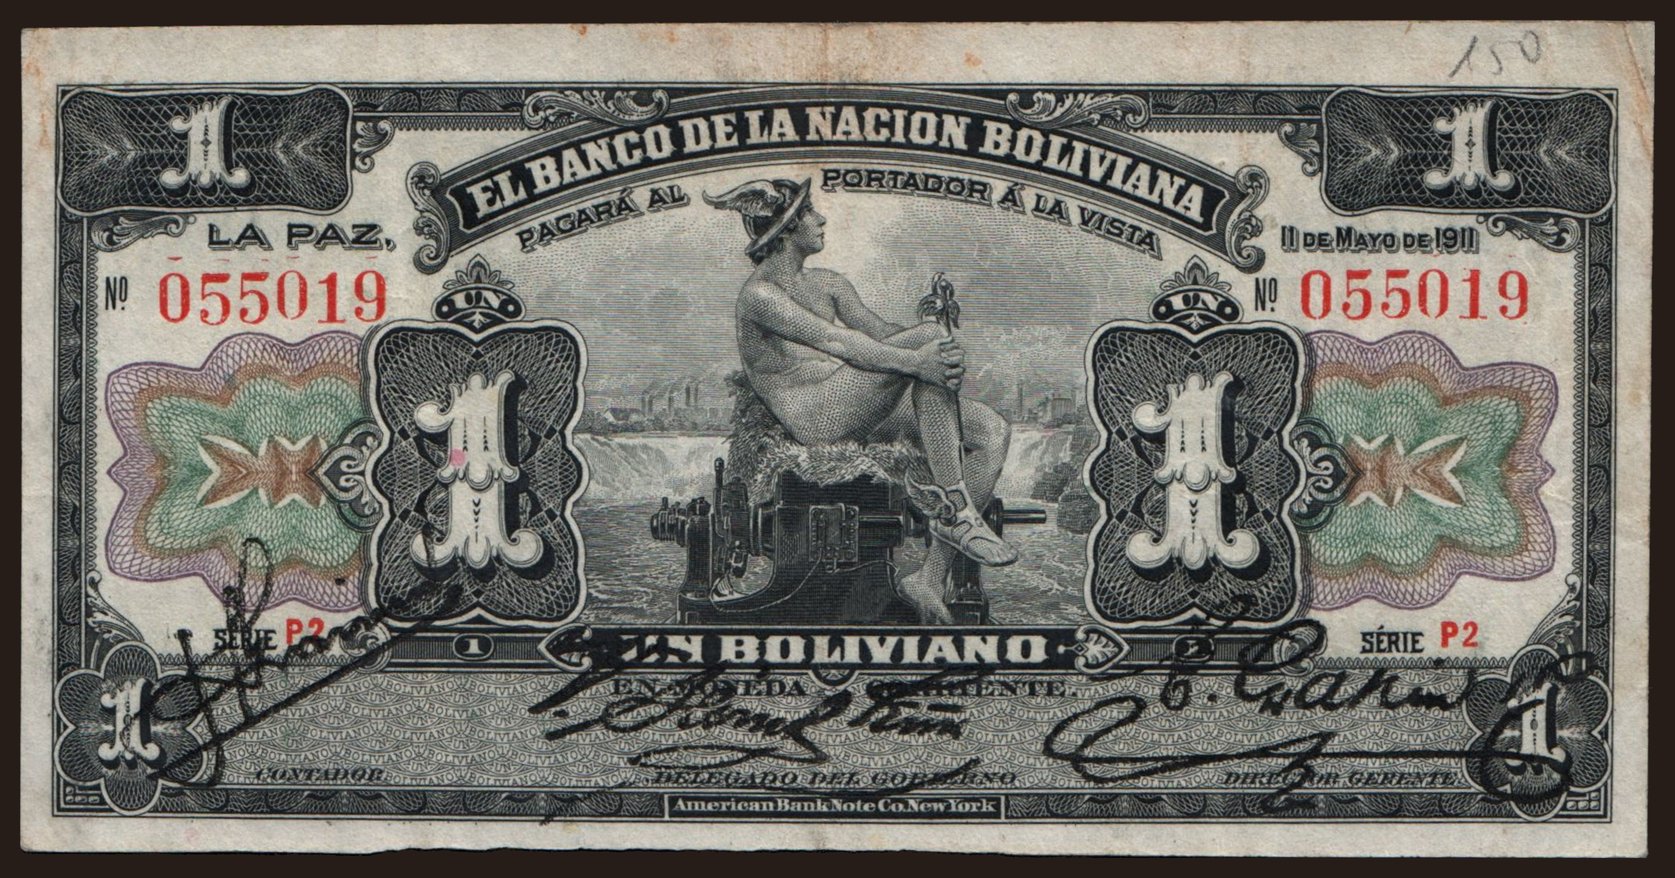 150
1 EL BANCO DE LA NACION BOLIVIANA 1
PAGARÁ AL PORTADOR Á LA VISTA
LA PAZ, 11 DE MAYO DE 1911
Nº 055019 Nº 055019
UN UN
1 1
SÉRIE P2 SÉRIE P2
1 UN BOLIVIANO 2
EN MONEDA CORRIENTE.
1 1
CONTADOR DELEGADO DEL GOBIERNO DIRECTOR GERENTE
American Bank Note Co. New York